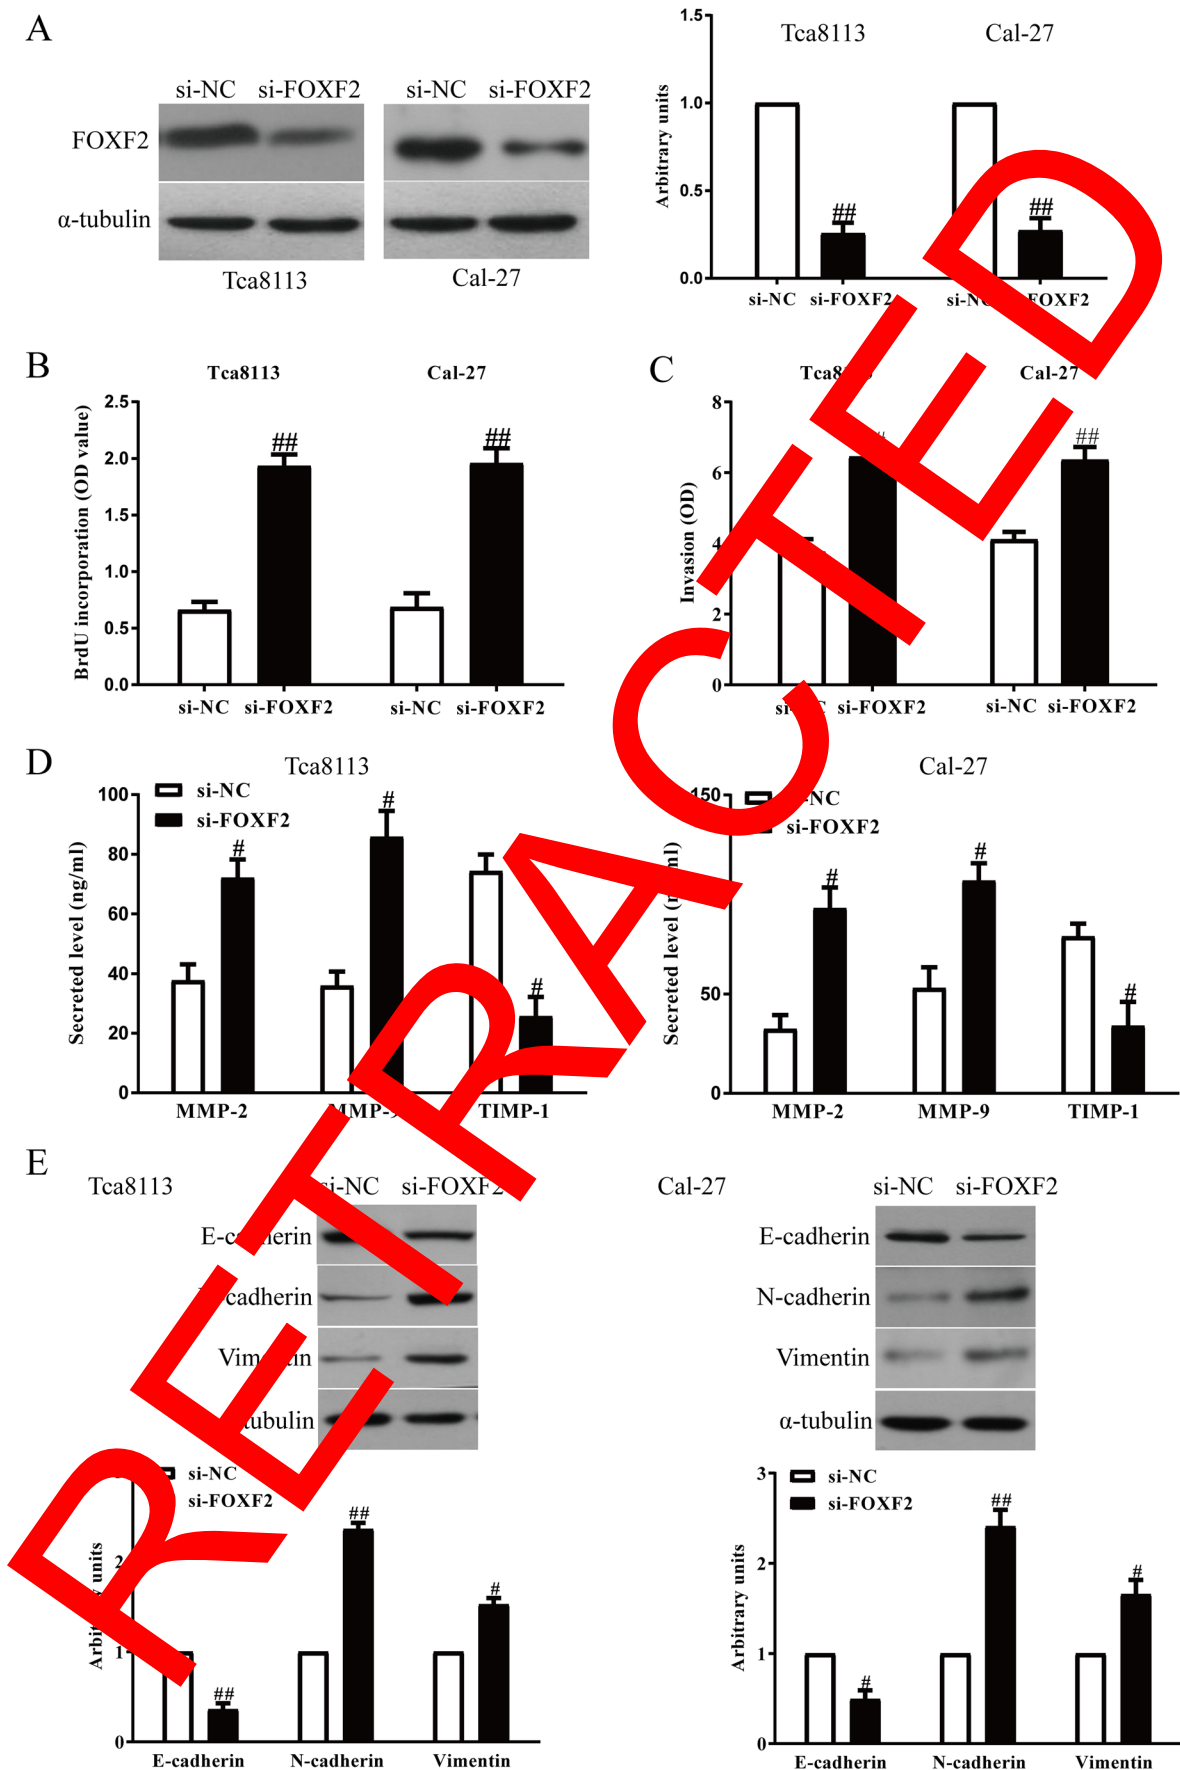 A
Tca8113 Cal-27
si-NC si-FOXF2 si-NC si-FOXF2
FOXF2
α-tubulin
Tca8113 Cal-27
Arbitrary units
1.5
1.0
0.5
0.0
## ##
si-NC si-FOXF2
B
Tca8113 Cal-27
BrdU incorporation (OD value)
2.5
2.0
1.5
1.0
0.5
0.0
## ##
si-NC si-FOXF2 si-NC si-FOXF2
C
Cal-27
Invasion (OD)
8
6
4
2
0
##
si-FOXF2 si-NC si-FOXF2
D
Tca8113
si-NC
si-FOXF2
Secreted level (ng/ml)
100
80
60
40
20
0
# # #
MMP-2 TIMP-1
Cal-27
si-FOXF2
Secreted level
50
0
# # #
MMP-2 MMP-9 TIMP-1
E
Tca8113
si-NC si-FOXF2
tubulin
Cal-27
si-NC si-FOXF2
E-cadherin
N-cadherin
Vimentin
α-tubulin
si-NC
si-FOXF2
Arbitrary units
2
1
0
## ## #
E-cadherin N-cadherin Vimentin
si-NC
si-FOXF2
Arbitrary units
3
2
1
0
# ## #
E-cadherin N-cadherin Vimentin
RETRACTED